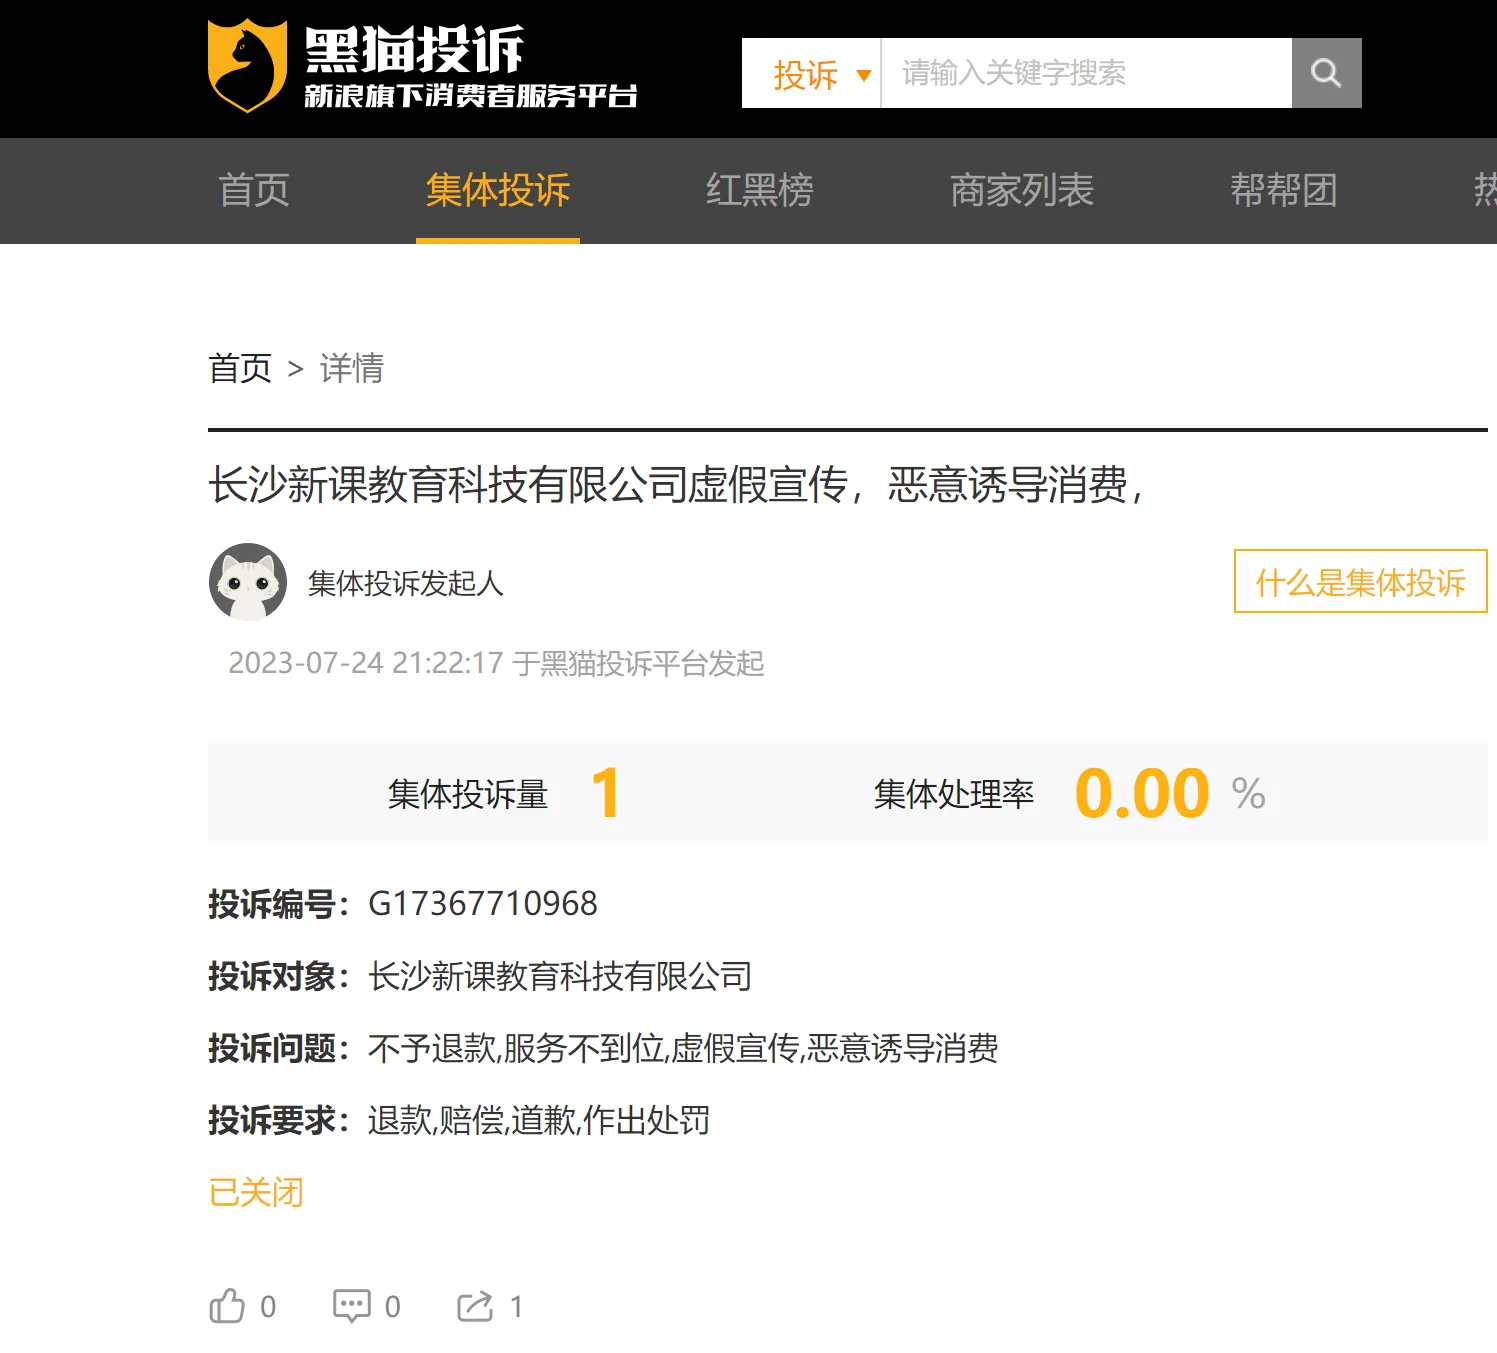 黑猫投诉
新浪旗下消费者服务平台
投诉 请输入关键字搜索
首页 集体投诉 红黑榜 商家列表 帮帮团 热
首页 > 详情
长沙新课教育科技有限公司虚假宣传，恶意诱导消费，
集体投诉发起人
什么是集体投诉
2023-07-24 21:22:17 于黑猫投诉平台发起
集体投诉量 1 集体处理率 0.00 %
投诉编号：G17367710968
投诉对象：长沙新课教育科技有限公司
投诉问题：不予退款,服务不到位,虚假宣传,恶意诱导消费
投诉要求：退款,赔偿,道歉,作出处罚
已关闭
0 0 1